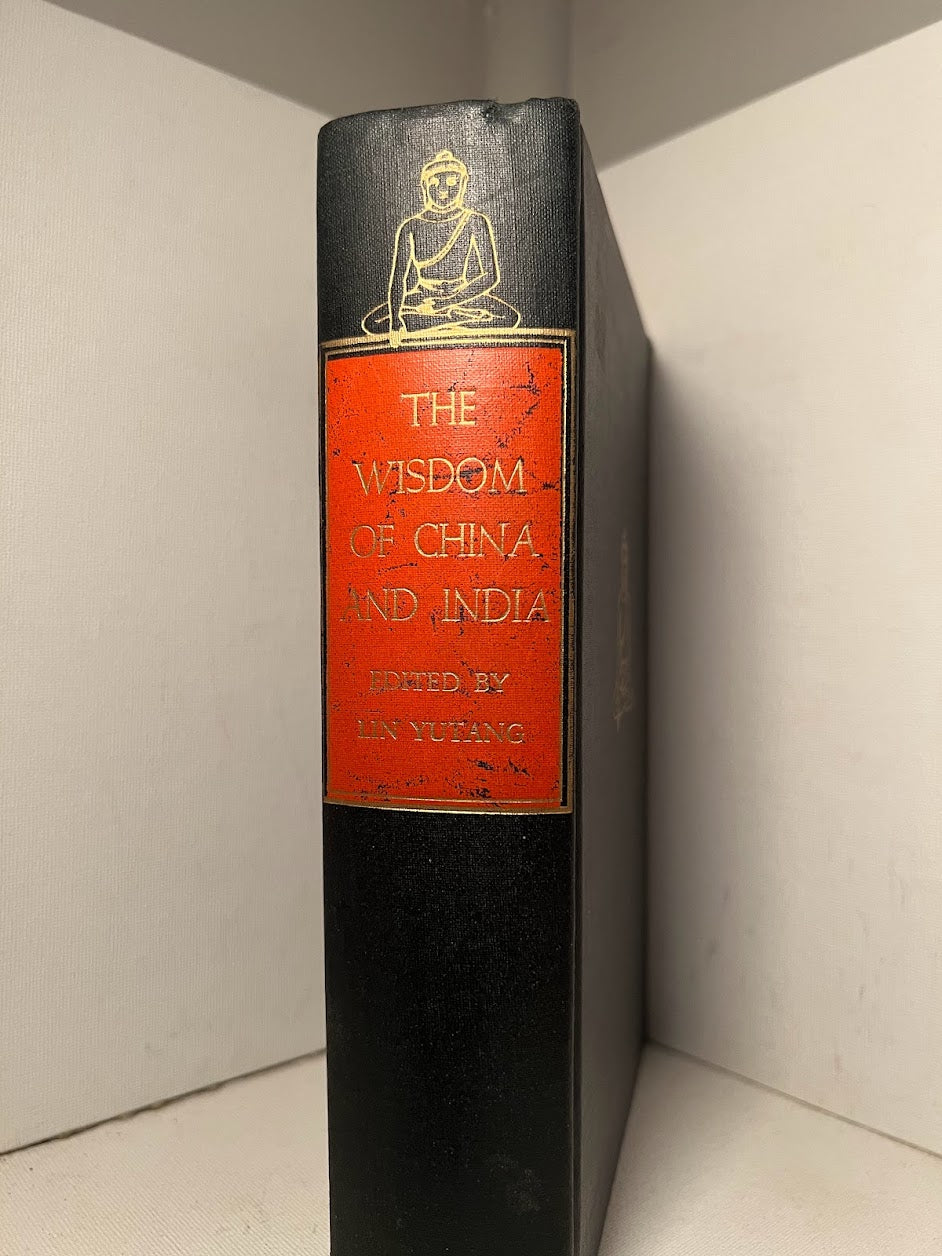 THE
WISDOM
OF CHINA
AND INDIA
EDITED BY
LIN YUTANG